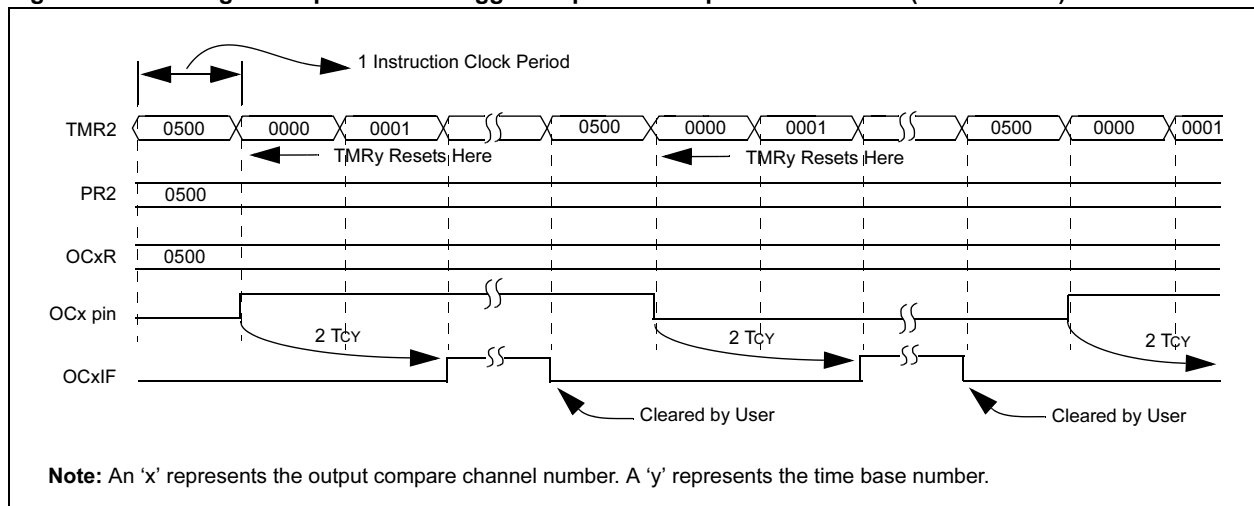 1 Instruction Clock Period
TMR2 0500 0000 0001 0500 0000 0001 0500 0000 0001
TMRy Resets Here TMRy Resets Here
PR2 0500
OCxR 0500
OCx pin
2 TCY 2 TCY 2 TCY
OCxIF
Cleared by User Cleared by User
Note: An ‘x’ represents the output compare channel number. A ‘y’ represents the time base number.